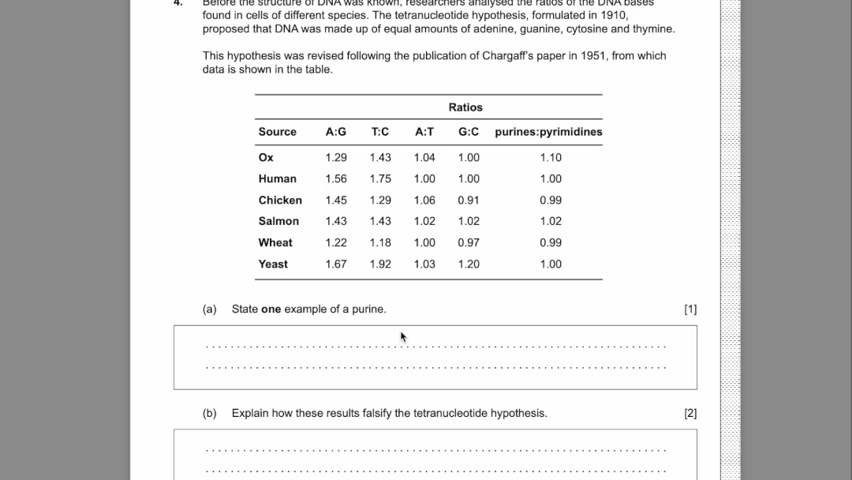 4. Before the structure of DNA was known, researchers analysed the ratios of the DNA bases
found in cells of different species. The tetranucleotide hypothesis, formulated in 1910,
proposed that DNA was made up of equal amounts of adenine, guanine, cytosine and thymine.
This hypothesis was revised following the publication of Chargaff's paper in 1951, from which
data is shown in the table.
Ratios
Source A:G T:C A:T G:C purines:pyrimidines
Ox 1.29 1.43 1.04 1.00 1.10
Human 1.56 1.75 1.00 1.00 1.00
Chicken 1.45 1.29 1.06 0.91 0.99
Salmon 1.43 1.43 1.02 1.02 1.02
Wheat 1.22 1.18 1.00 0.97 0.99
Yeast 1.67 1.92 1.03 1.20 1.00
(a) State one example of a purine. [1]
(b) Explain how these results falsify the tetranucleotide hypothesis. [2]